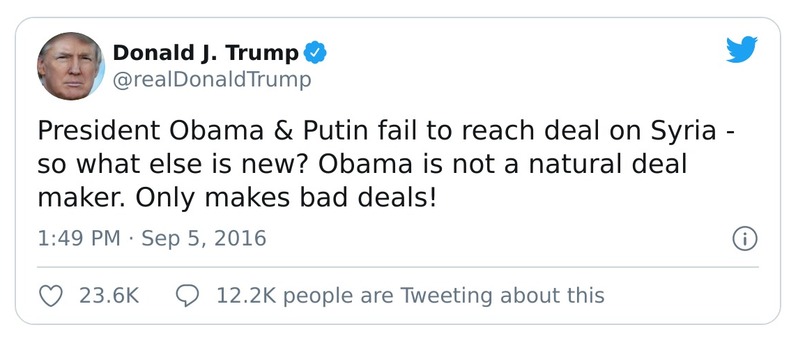 Donald J. Trump
@realDonaldTrump
President Obama & Putin fail to reach deal on Syria -
so what else is new? Obama is not a natural deal
maker. Only makes bad deals!
1:49 PM · Sep 5, 2016
23.6K 12.2K people are Tweeting about this